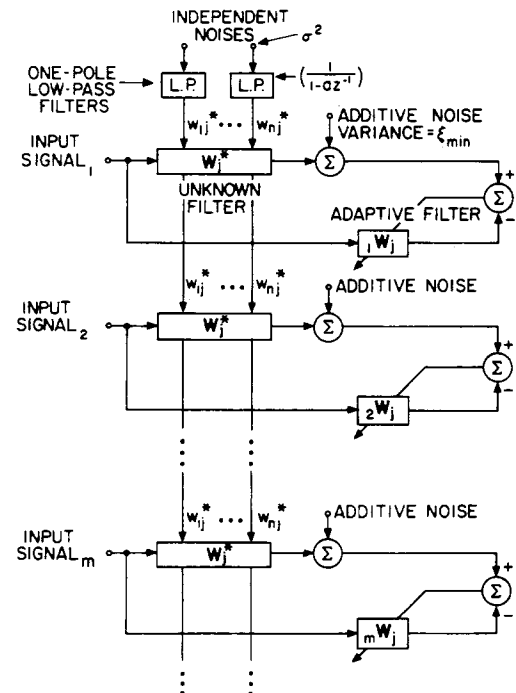 INDEPENDENT
NOISES
σ²
ONE-POLE
LOW-PASS
FILTERS
L.P.
L.P.
(1/(1-az⁻¹))
w₁ⱼ* ••• wₙⱼ*
ADDITIVE NOISE
VARIANCE = ξmin
INPUT
SIGNAL₁
Wⱼ*
Σ
+
Σ
−
UNKNOWN
FILTER
ADAPTIVE FILTER
₁Wⱼ
w₁ⱼ* ••• wₙⱼ*
ADDITIVE NOISE
INPUT
SIGNAL₂
Wⱼ*
Σ
+
Σ
−
₂Wⱼ
w₁ⱼ* ••• wₙⱼ*
ADDITIVE NOISE
INPUT
SIGNALₘ
Wⱼ*
Σ
+
Σ
−
ₘWⱼ